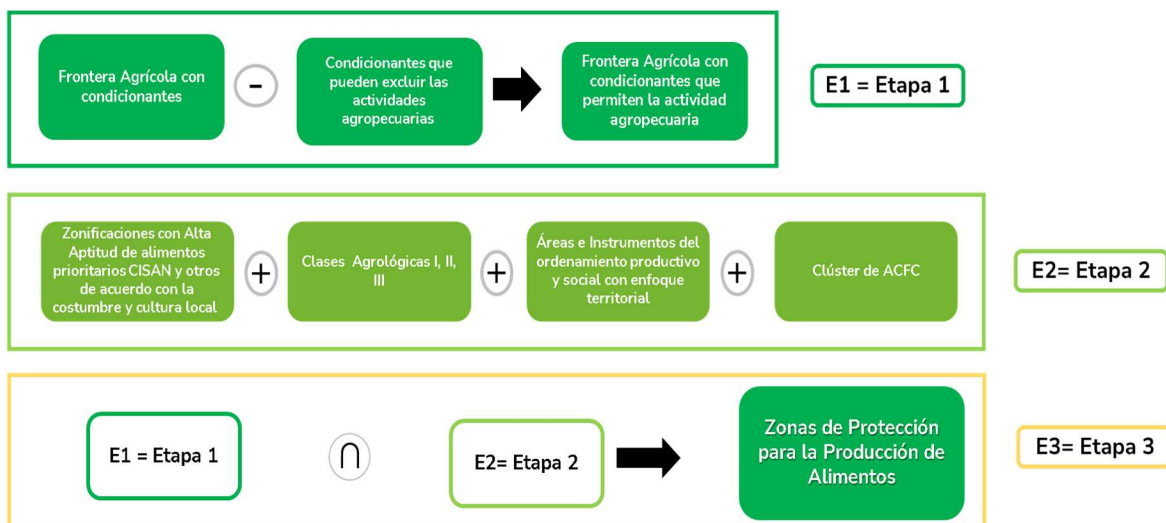 Frontera Agrícola con
condicionantes
-
Condicionantes que
pueden excluir las
actividades
agropecuarias
Frontera Agrícola con
condicionantes que
permiten la actividad
agropecuaria
E1 = Etapa 1
Zonificaciones con Alta
Aptitud de alimentos
prioritarios CISAN y otros
de acuerdo con la
costumbre y cultura local
+
Clases Agrológicas I, II,
III
+
Áreas e Instrumentos del
ordenamiento productivo
y social con enfoque
territorial
+
Clúster de ACFC
E2= Etapa 2
E1 = Etapa 1
∩
E2= Etapa 2
Zonas de Protección
para la Producción de
Alimentos
E3= Etapa 3